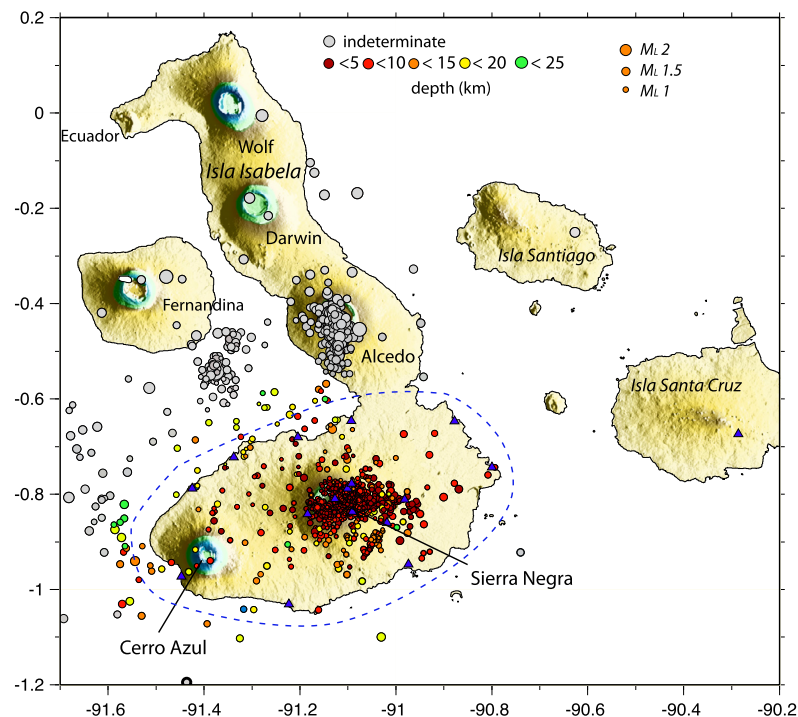 0.2
indeterminate
<5 <10 < 15 < 20 < 25
depth (km)
ML 2
ML 1.5
ML 1
0
Ecuador
Wolf
Isla Isabela
-0.2
Darwin
Isla Santiago
Fernandina
-0.4
Alcedo
Isla Santa Cruz
-0.6
-0.8
-1
Sierra Negra
Cerro Azul
-1.2
-91.6 -91.4 -91.2 -91 -90.8 -90.6 -90.4 -90.2